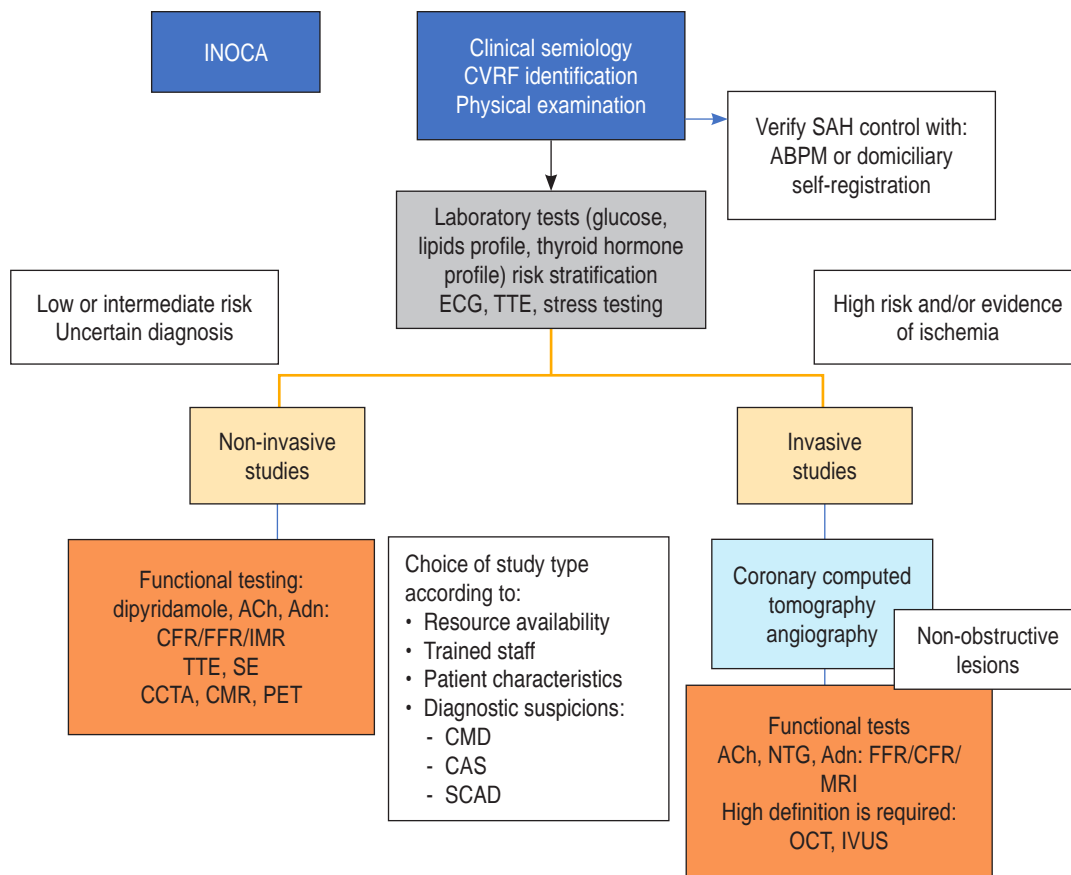 INOCA
Clinical semiology
CVRF identification
Physical examination
Verify SAH control with:
ABPM or domiciliary
self-registration
Laboratory tests (glucose,
lipids profile, thyroid hormone
profile) risk stratification
ECG, TTE, stress testing
Low or intermediate risk
Uncertain diagnosis
High risk and/or evidence
of ischemia
Non-invasive
studies
Invasive
studies
Functional testing:
dipyridamole, ACh, Adn:
CFR/FFR/IMR
TTE, SE
CCTA, CMR, PET
Choice of study type
according to:
• Resource availability
• Trained staff
• Patient characteristics
• Diagnostic suspicions:
- CMD
- CAS
- SCAD
Coronary computed
tomography
angiography
Non-obstructive
lesions
Functional tests
ACh, NTG, Adn: FFR/CFR/
MRI
High definition is required:
OCT, IVUS